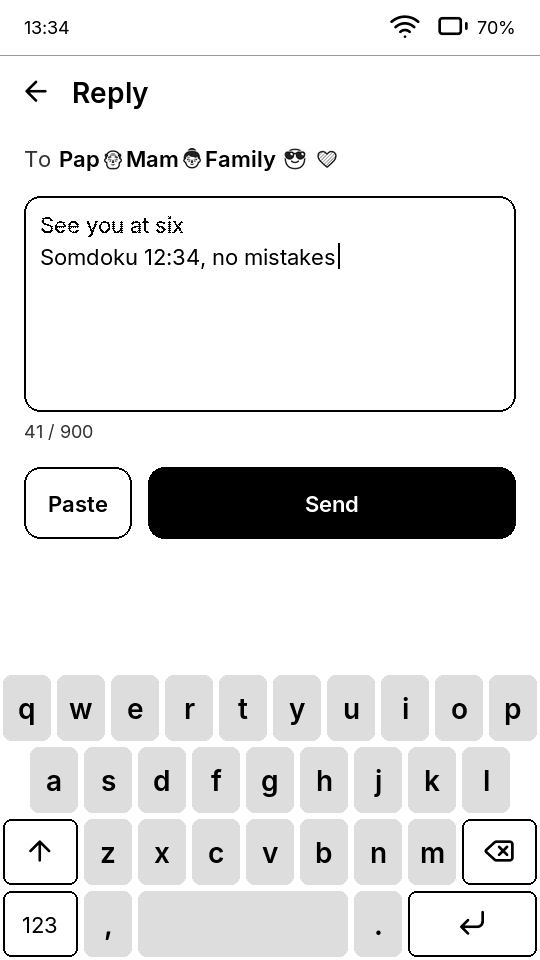 13:34 70%
Reply
To Pap👴Mam👵Family 😎 🤍
See you at six
Somdoku 12:34, no mistakes
41 / 900
Paste Send
q w e r t y u i o p
a s d f g h j k l
z x c v b n m
123 , .